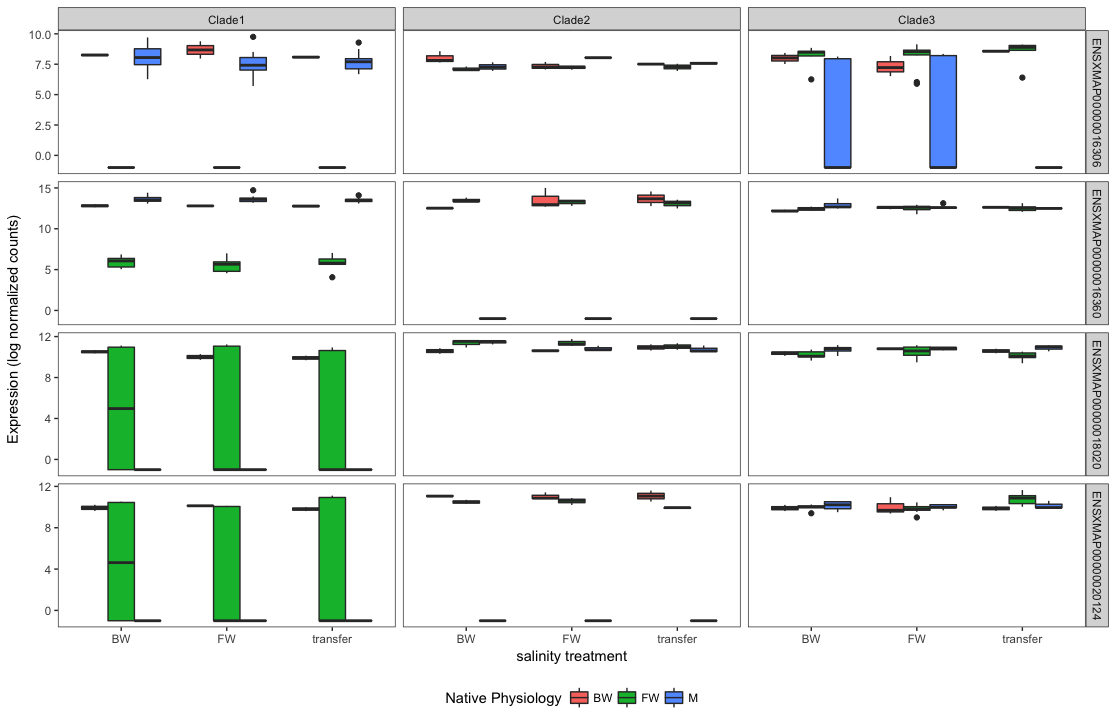 Clade1 Clade2 Clade3
Expression (log normalized counts)
10.0
7.5
5.0
2.5
0.0
ENSXMAP00000016306
15
10
5
0
ENSXMAP00000016360
12
8
4
0
ENSXMAP00000018020
12
8
4
0
ENSXMAP00000020124
BW FW transfer BW FW transfer BW FW transfer
salinity treatment
Native Physiology BW FW M